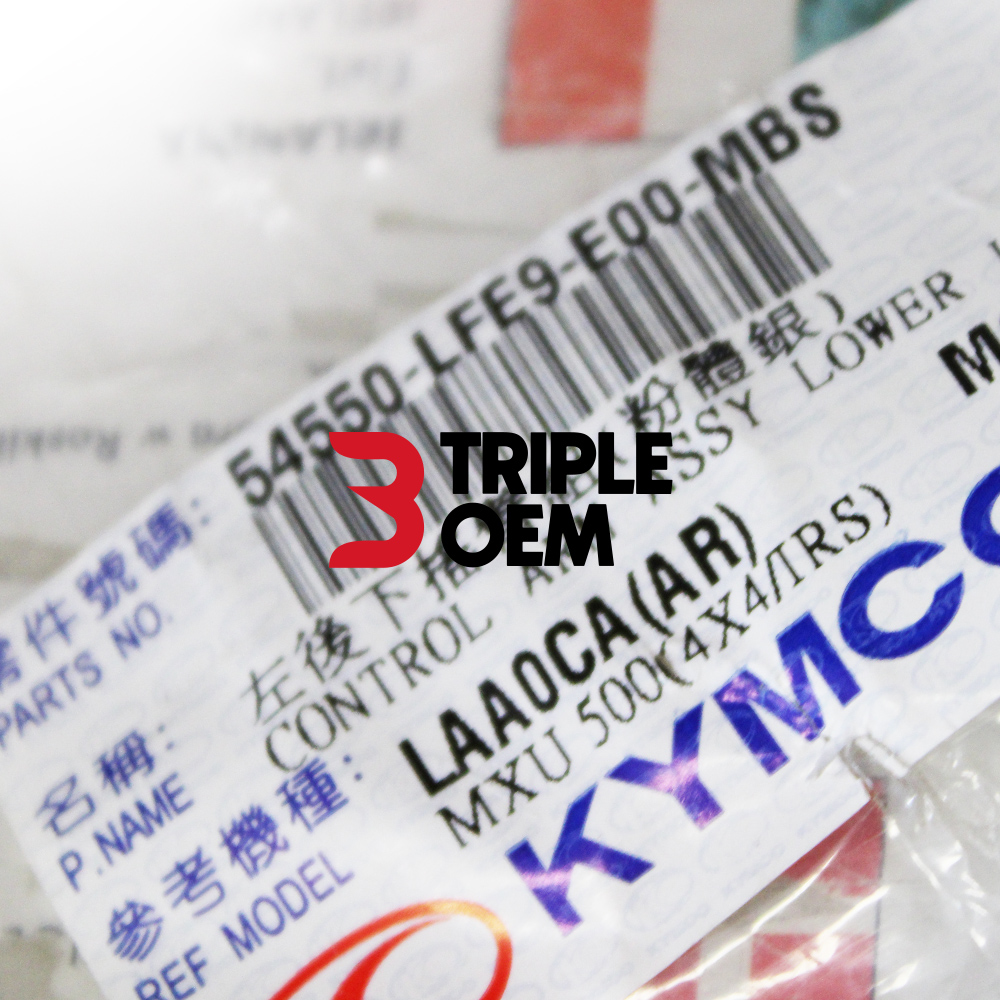 零件號碼:
PARTS NO.
54550-LFE9-E00-MBS
名稱:
P.NAME
左後下搖 粉體銀)
CONTROL ARM ASSY LOWER
參考機種:
REF MODEL
LAA0CA(AR)
MXU 500(4X4/IRS)
KYMCO
TRIPLE
OEM